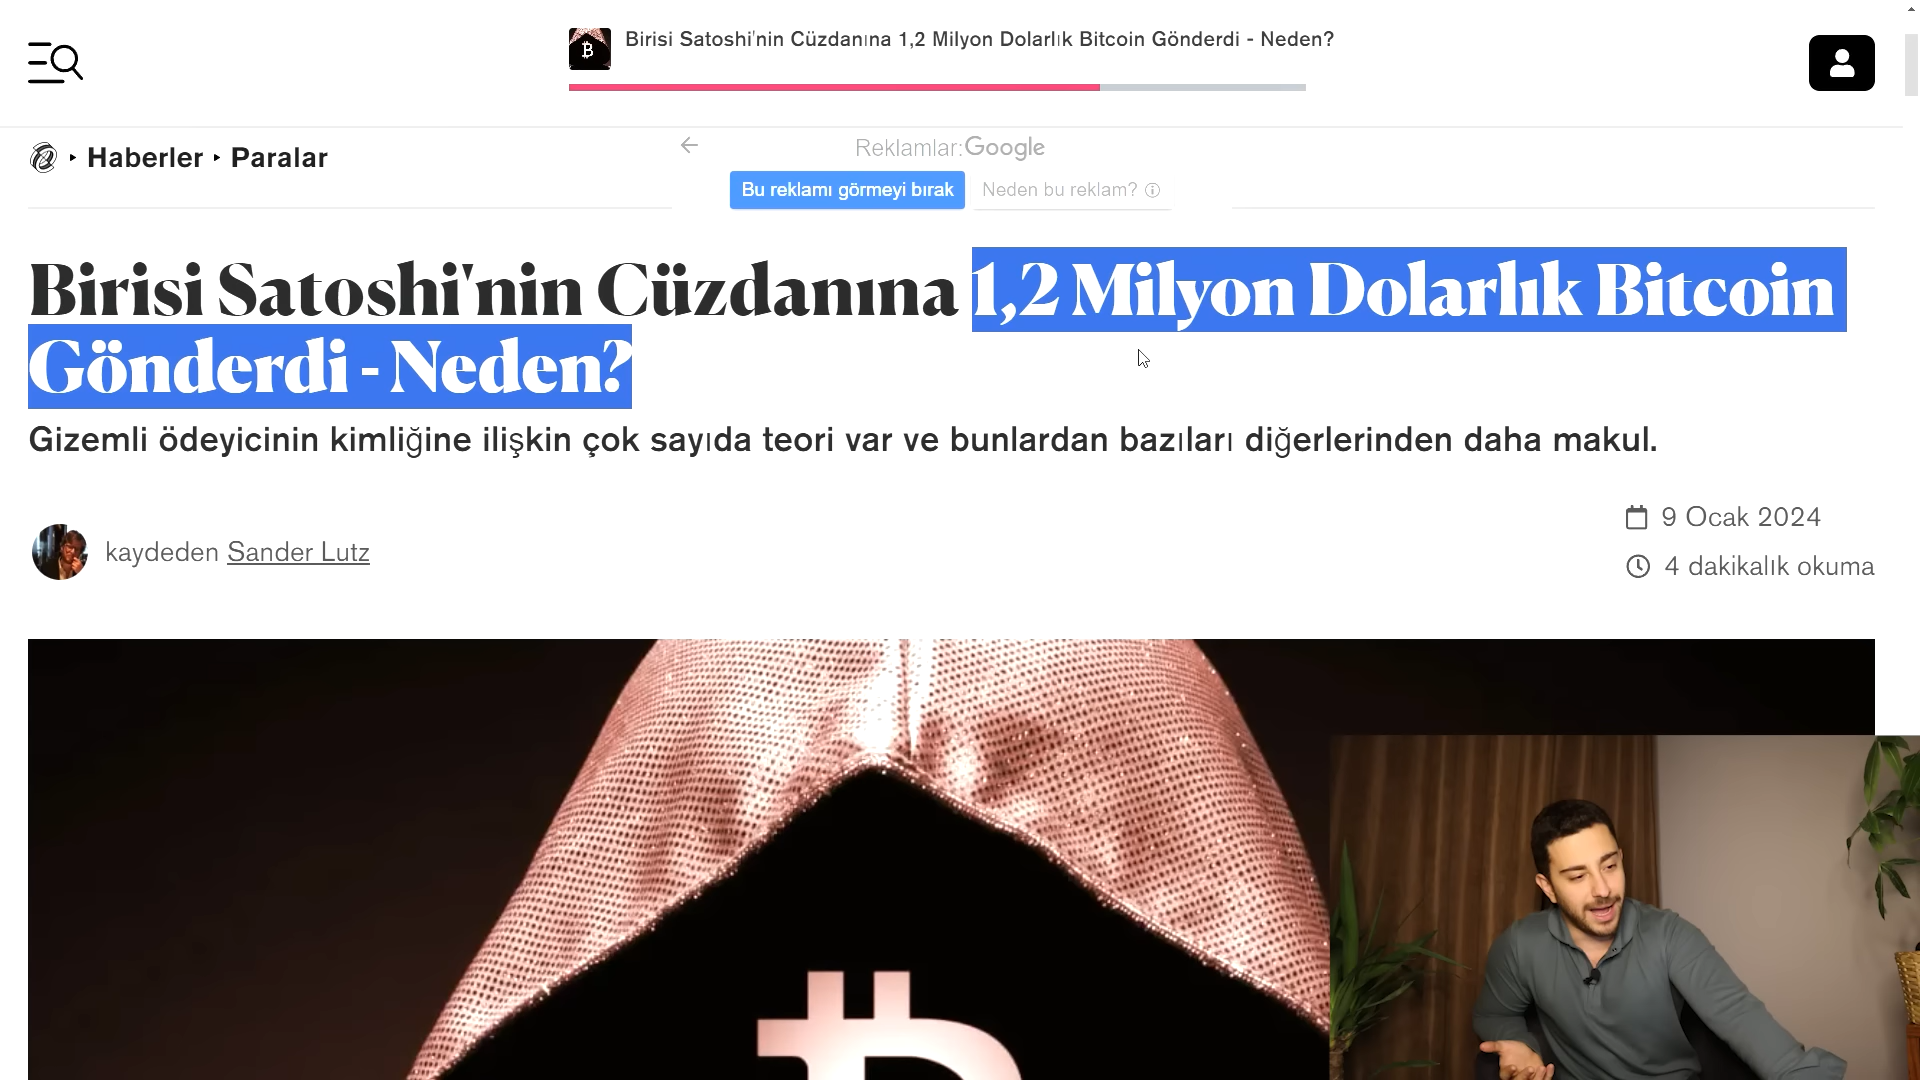 Birisi Satoshi'nin Cüzdanına 1,2 Milyon Dolarlık Bitcoin Gönderdi - Neden?
Haberler ‣ Paralar
Reklamlar:Google
Bu reklamı görmeyi bırak
Neden bu reklam?
Birisi Satoshi'nin Cüzdanına 1,2 Milyon Dolarlık Bitcoin
Gönderdi - Neden?
Gizemli ödeyicinin kimliğine ilişkin çok sayıda teori var ve bunlardan bazıları diğerlerinden daha makul.
kaydeden Sander Lutz
9 Ocak 2024
4 dakikalık okuma